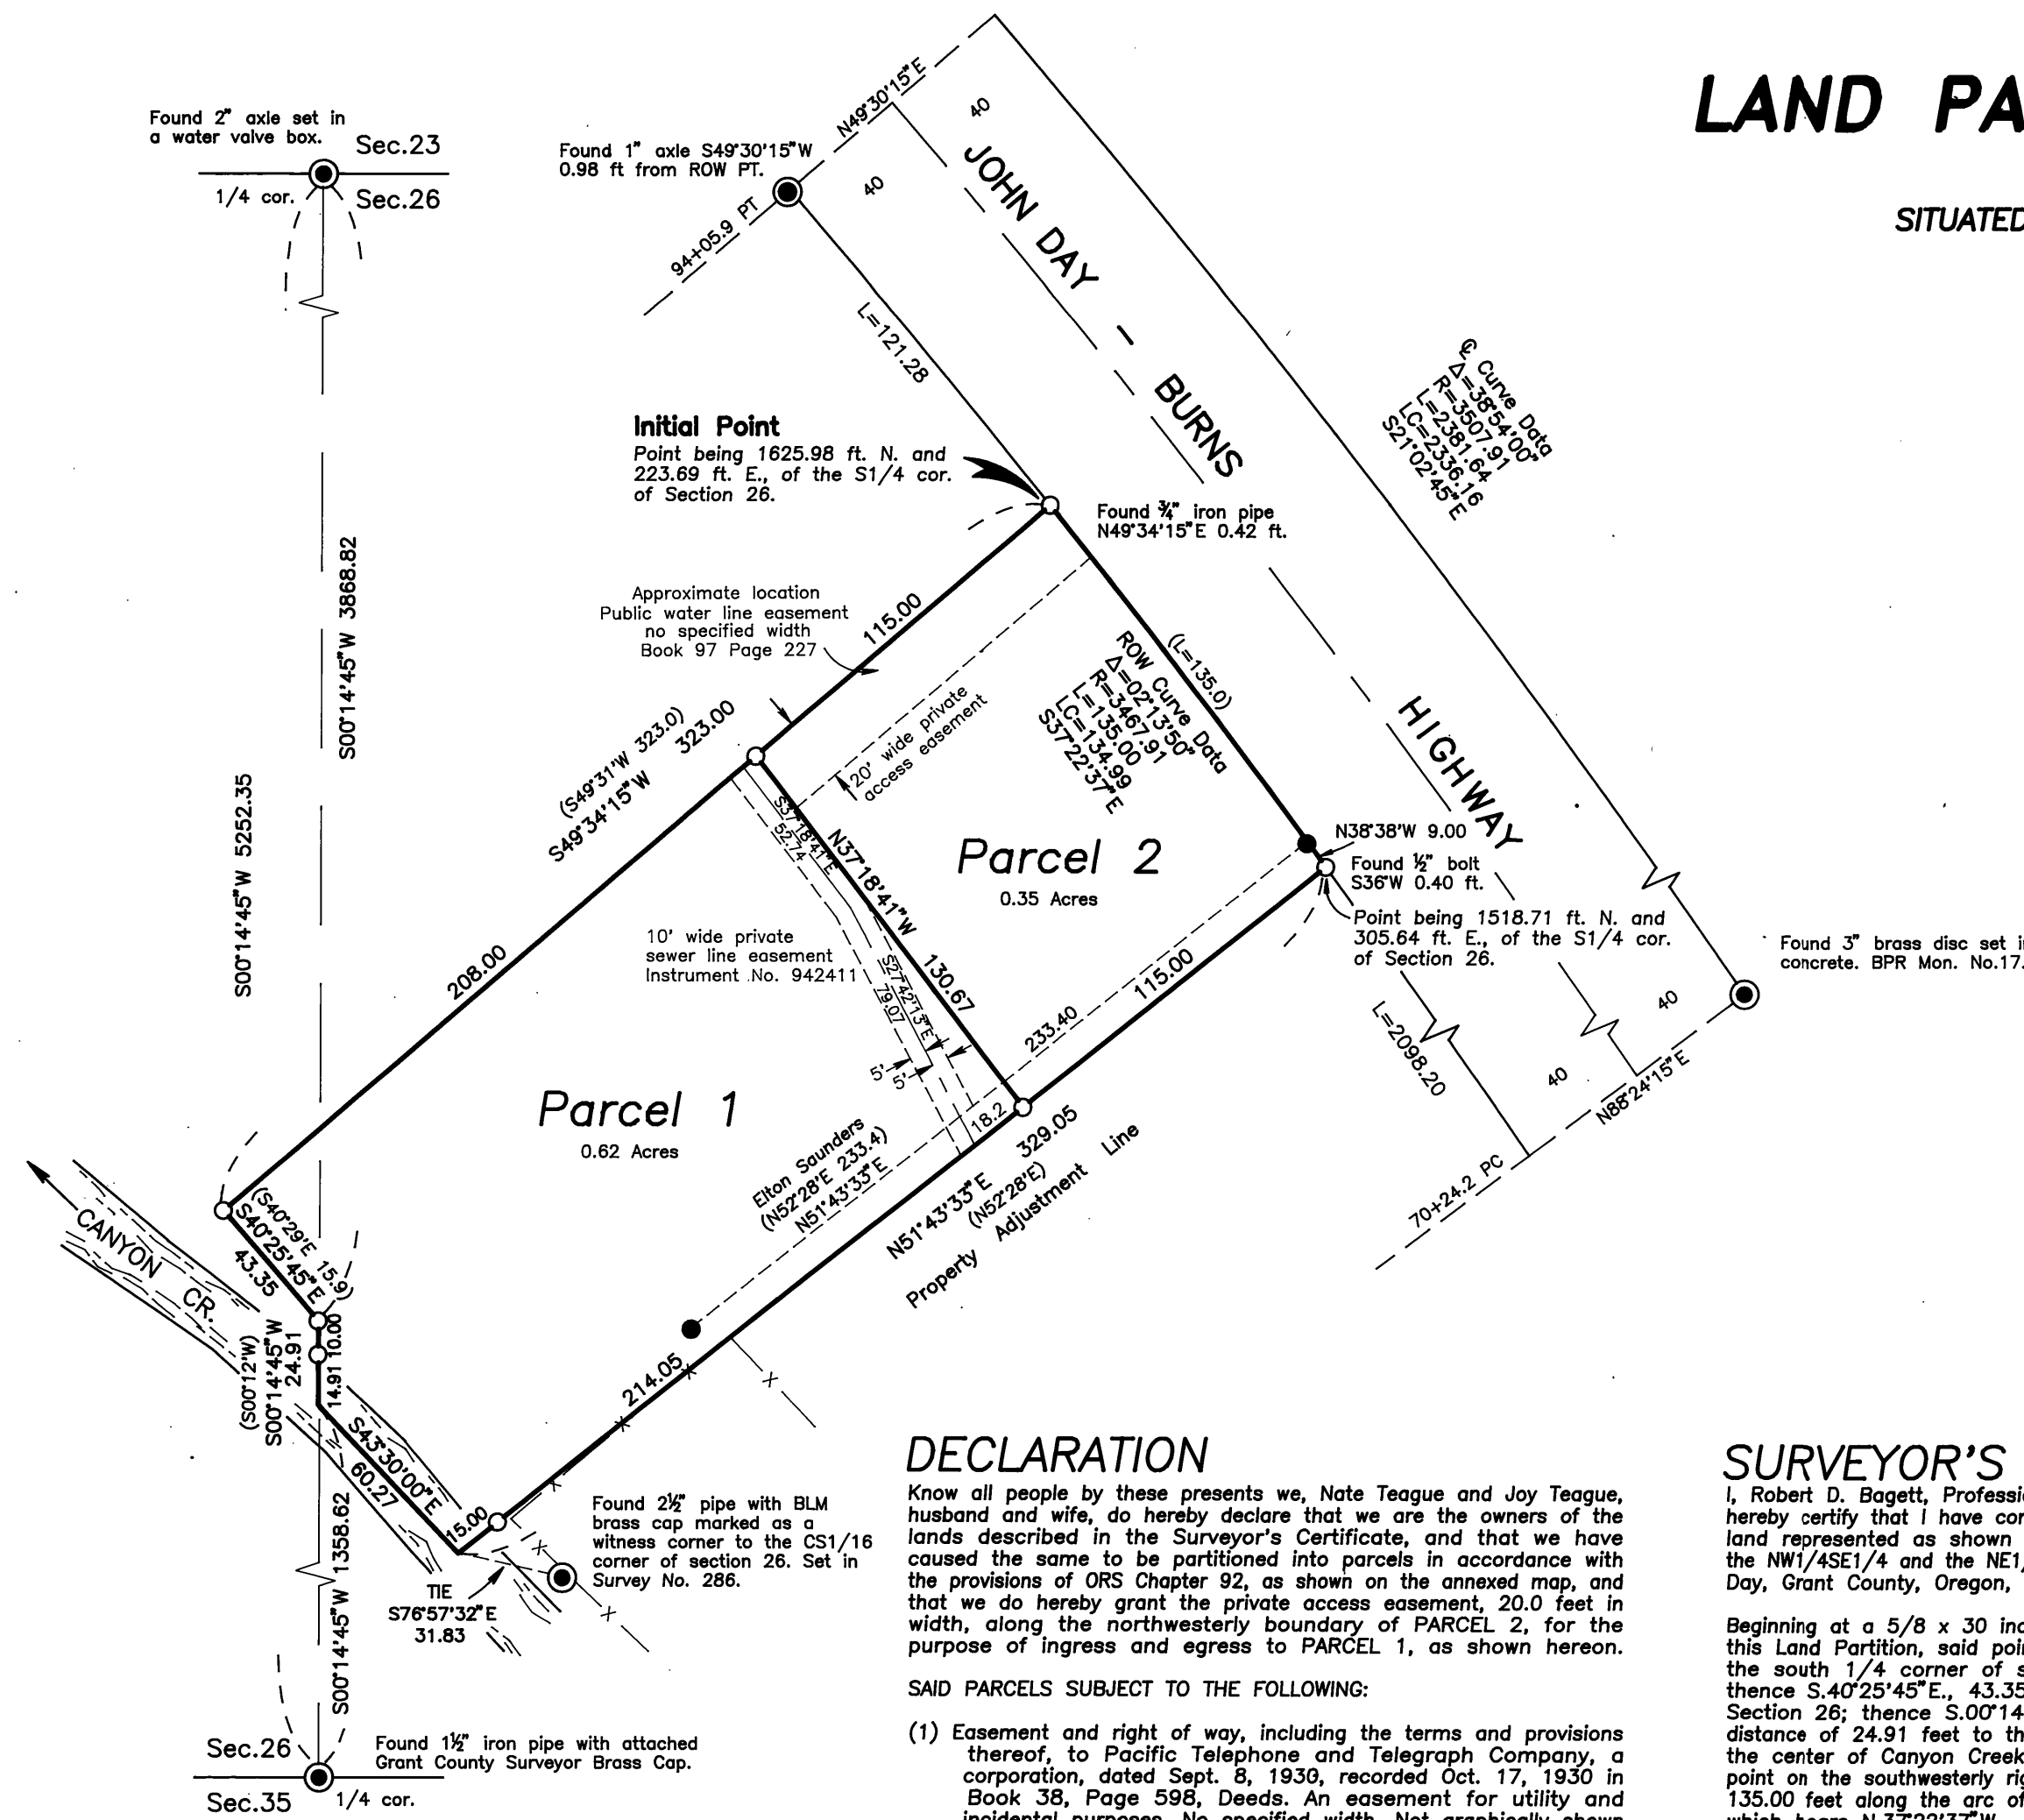 LAND PA
SITUATED
Found 2" axle set in
a water valve box.
Sec.23
1/4 cor.
Sec.26
Found 1" axle S49°30'15"W
0.98 ft from ROW PT.
N49°30'15"E
94+05.9 PT
40
40
JOHN DAY - BURNS HIGHWAY
L=121.28
℄ Curve Data
Δ=38°54'00"
R=3507.91
L=2381.64
LC=2336.16
S21°02'45"E
Initial Point
Point being 1625.98 ft. N. and
223.69 ft. E., of the S1/4 cor.
of Section 26.
Found ¾" iron pipe
N49°34'15"E 0.42 ft.
S00°14'45"W 3868.82
S00°14'45"W 5252.35
Approximate location
Public water line easement
no specified width
Book 97 Page 227
115.00
(S49°31'W 323.0)
S49°34'15"W 323.00
20' wide private
access easement
ROW Curve Data
Δ=02°13'50"
R=3467.91
L=135.00
LC=134.99
S37°22'37"E
(L=135.0)
S37°18'41"E
52.74
N37°18'41"W
130.67
Parcel 2
0.35 Acres
N38°38'W 9.00
Found ½" bolt
S36°W 0.40 ft.
Point being 1518.71 ft. N. and
305.64 ft. E., of the S1/4 cor.
of Section 26.
Found 3" brass disc set i
concrete. BPR Mon. No.17.
208.00
10' wide private
sewer line easement
Instrument No. 942411
S27°42'13"E
79.07
5'
5'
233.40
115.00
18.2
L=2098.20
40
40
N88°24'15"E
70+24.2 PC
Parcel 1
0.62 Acres
Elton Saunders
(N52°28'E 233.4)
N51°43'33"E
N51°43'33"E 329.05
(N52°28'E)
Property Adjustment Line
CANYON CR.
(S40°29'E 15.9)
S40°25'45"E
43.35
(S00°12'W)
S00°14'45"W
24.91
14.91 10.00
S43°30'00"E
60.27
15.00
214.05
X
X
X
TIE
S76°57'32"E
31.83
Found 2½" pipe with BLM
brass cap marked as a
witness corner to the CS1/16
corner of section 26. Set in
Survey No. 286.
S00°14'45"W 1358.62
Sec.26
Sec.35
1/4 cor.
Found 1½" iron pipe with attached
Grant County Surveyor Brass Cap.
DECLARATION
Know all people by these presents we, Nate Teague and Joy Teague,
husband and wife, do hereby declare that we are the owners of the
lands described in the Surveyor's Certificate, and that we have
caused the same to be partitioned into parcels in accordance with
the provisions of ORS Chapter 92, as shown on the annexed map, and
that we do hereby grant the private access easement, 20.0 feet in
width, along the northwesterly boundary of PARCEL 2, for the
purpose of ingress and egress to PARCEL 1, as shown hereon.
SAID PARCELS SUBJECT TO THE FOLLOWING:
(1) Easement and right of way, including the terms and provisions
thereof, to Pacific Telephone and Telegraph Company, a
corporation, dated Sept. 8, 1930, recorded Oct. 17, 1930 in
Book 38, Page 598, Deeds. An easement for utility and
incidental purposes. No specified width. Not graphically shown
SURVEYOR'S
I, Robert D. Bagett, Professi
hereby certify that I have cor
land represented as shown
the NW1/4SE1/4 and the NE1/
Day, Grant County, Oregon,
Beginning at a 5/8 x 30 inc
this Land Partition, said poin
the south 1/4 corner of s
thence S.40°25'45"E., 43.35
Section 26; thence S.00°14
distance of 24.91 feet to th
the center of Canyon Creek
point on the southwesterly rig
135.00 feet along the arc of
which bears N.37°22'37"W